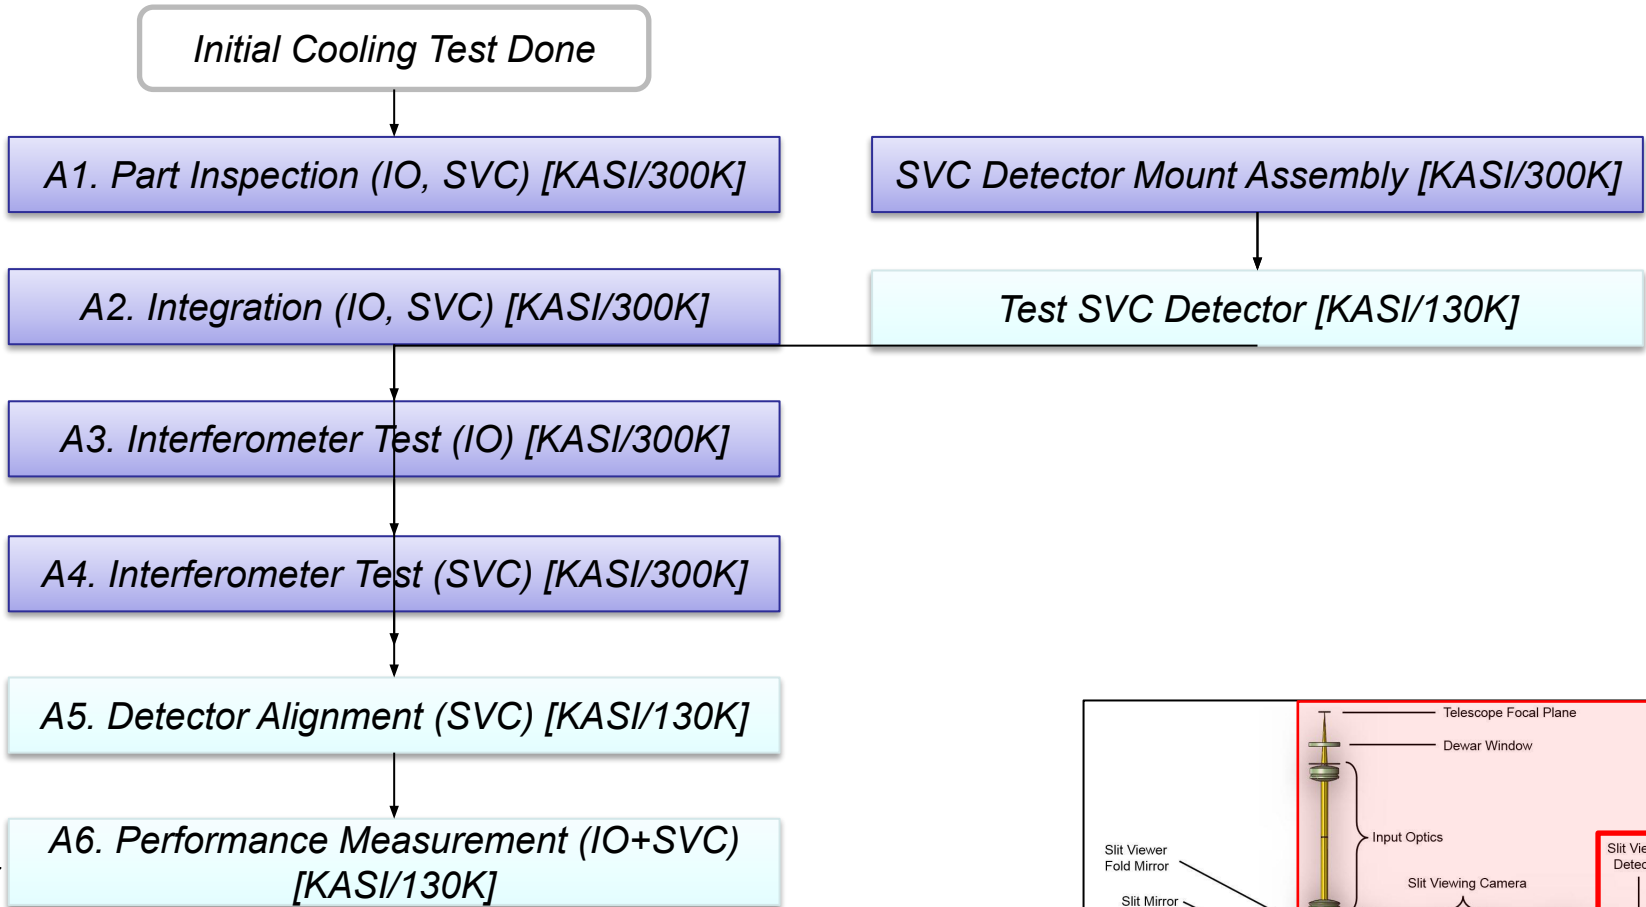 Initial Cooling Test Done
A1. Part Inspection (IO, SVC) [KASI/300K]
SVC Detector Mount Assembly [KASI/300K]
A2. Integration (IO, SVC) [KASI/300K]
Test SVC Detector [KASI/130K]
A3. Interferometer Test (IO) [KASI/300K]
A4. Interferometer Test (SVC) [KASI/300K]
A5. Detector Alignment (SVC) [KASI/130K]
A6. Performance Measurement (IO+SVC)
[KASI/130K]
Telescope Focal Plane
Dewar Window
Input Optics
Slit Viewer
Fold Mirror
Slit Viewing Camera
Slit Mirror
Slit